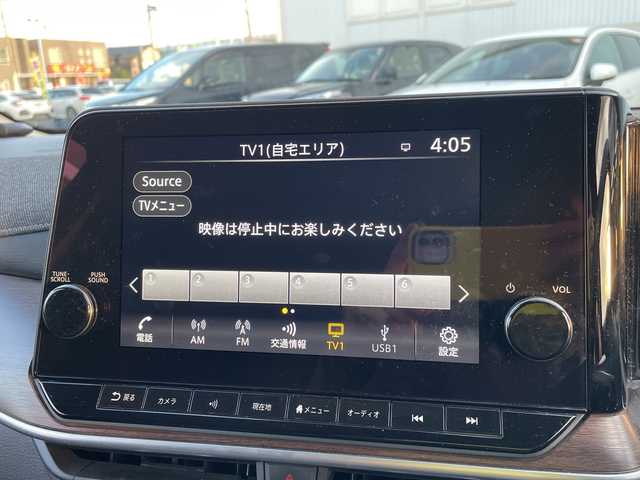 TV1(自宅エリア)
4:05
Source
TVメニュー
映像は停止中にお楽しみください
TUNE-SCROLL
PUSH SOUND
VOL
1 2 3 4 5 6
電話 AM FM 交通情報 TV1 USB1 設定
戻る カメラ 現在地 メニュー オーディオ